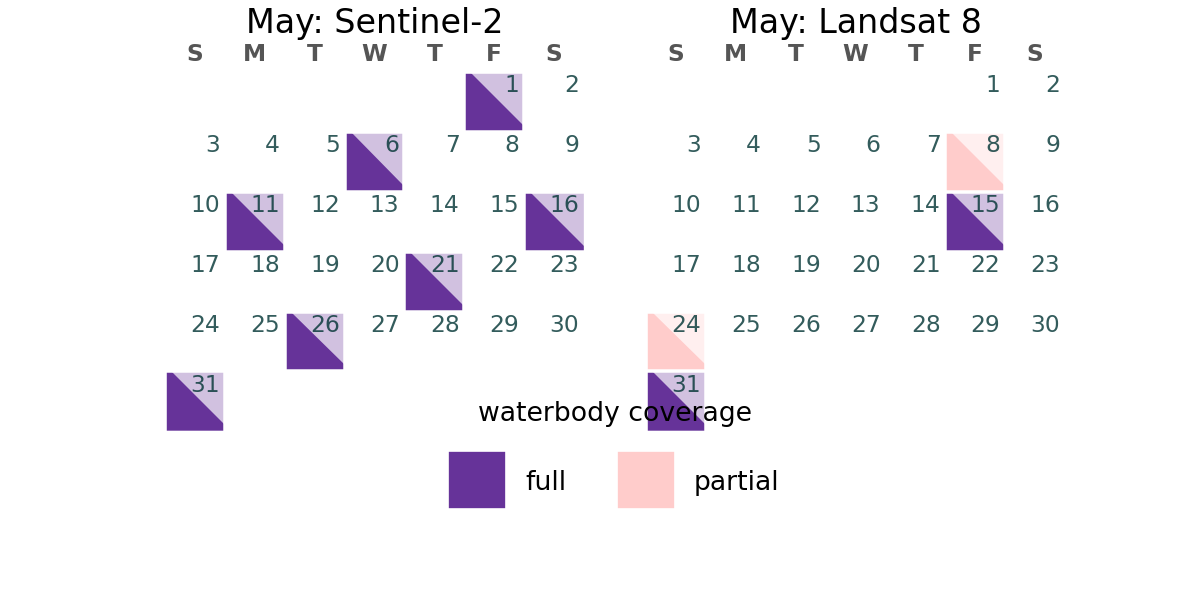 May: Sentinel-2
S M T W T F S
1 2
3 4 5 6 7 8 9
10 11 12 13 14 15 16
17 18 19 20 21 22 23
24 25 26 27 28 29 30
31
May: Landsat 8
S M T W T F S
1 2
3 4 5 6 7 8 9
10 11 12 13 14 15 16
17 18 19 20 21 22 23
24 25 26 27 28 29 30
31
waterbody coverage
full
partial